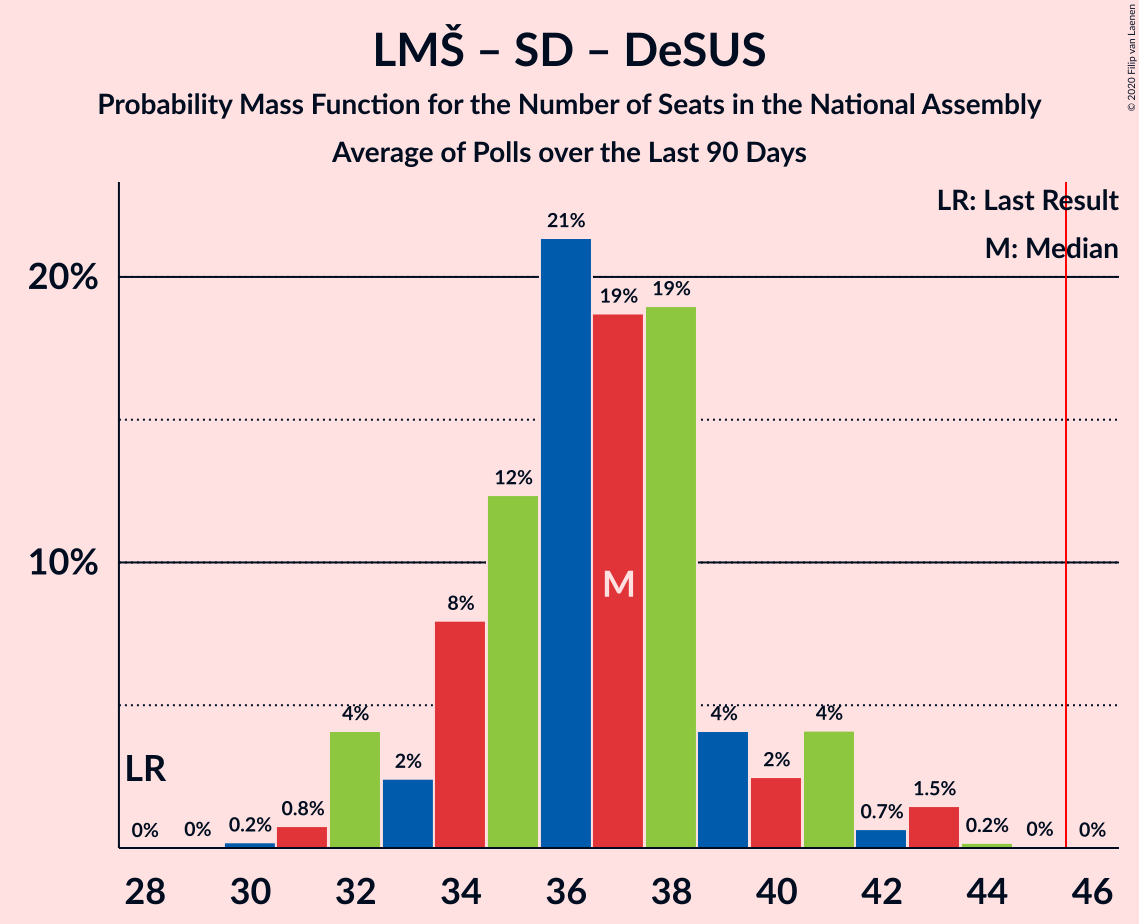 LMŠ – SD – DeSUS
Probability Mass Function for the Number of Seats in the National Assembly
Average of Polls over the Last 90 Days
© 2020 Filip van Laenen
LR: Last Result
M: Median
20%
10%
21%
19%
19%
12%
8%
4%
2%
4%
2%
4%
0.8%
0.2%
0%
0%
0.7%
1.5%
0.2%
0%
0%
LR
M
28 30 32 34 36 38 40 42 44 46